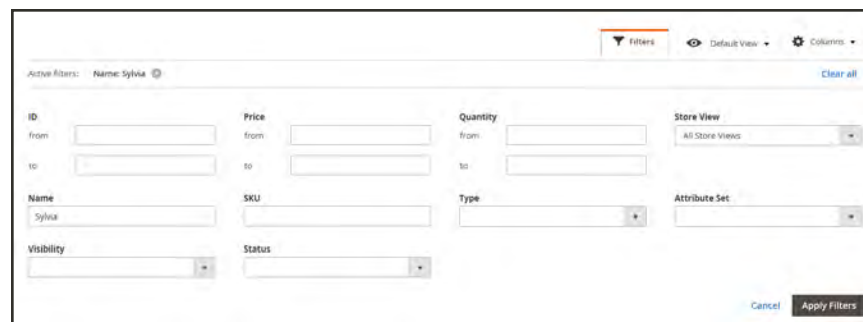 Filters Default View Columns
Active filters: Name: Sylvia Clear all
ID Price Quantity Store View
from from from All Store Views
to to to
Name SKU Type Attribute Set
Sylvia
Visibility Status
Cancel Apply Filters